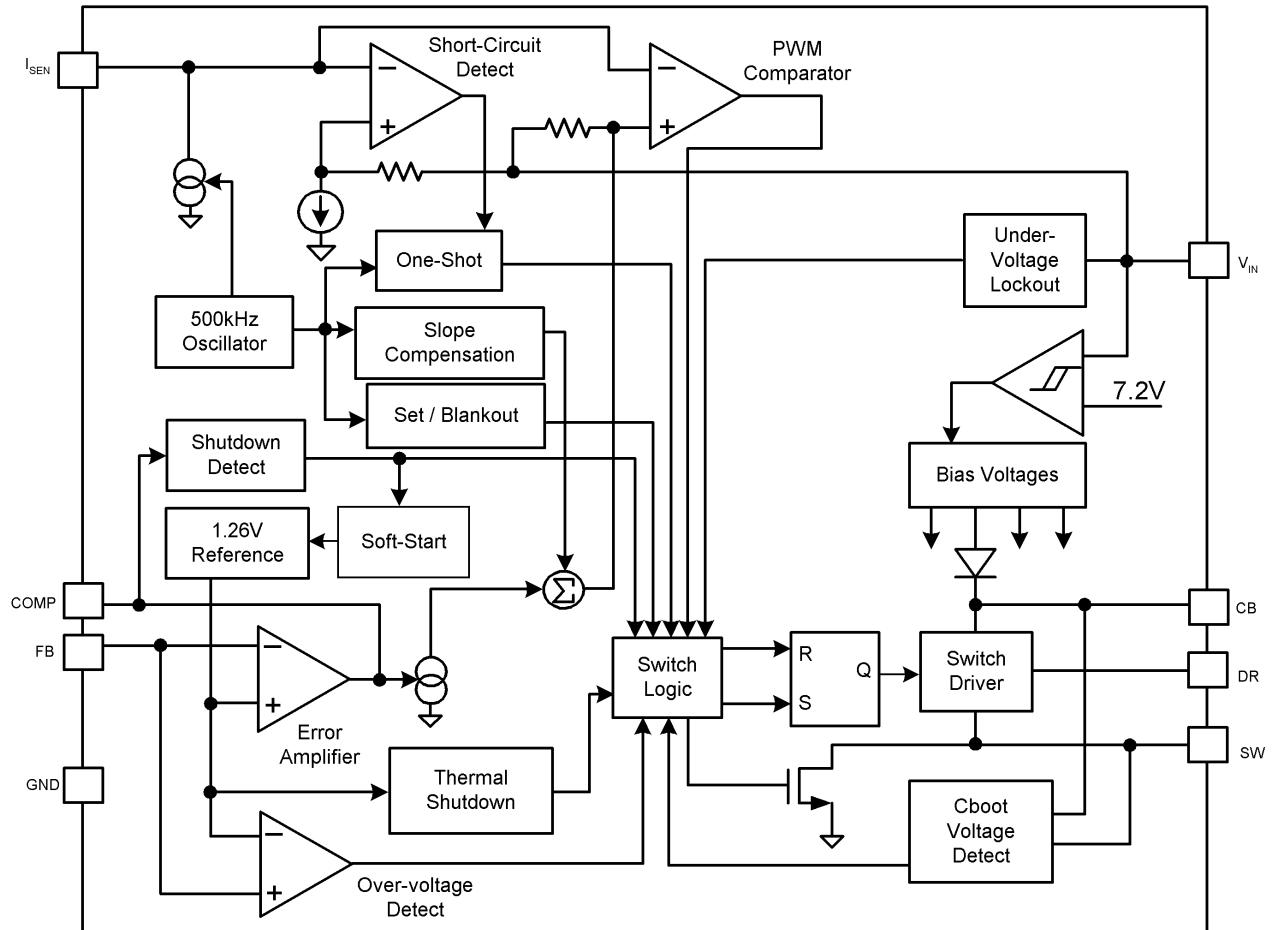 I SEN
Short-Circuit
Detect
PWM
Comparator
−
+
−
+
One-Shot
Under-
Voltage
Lockout
V IN
500kHz
Oscillator
Slope
Compensation
Set / Blankout
7.2V
Shutdown
Detect
Bias Voltages
1.26V
Reference
Soft-Start
Σ
COMP
CB
FB
−
+
Error
Amplifier
Switch
Logic
R
S
Q
Switch
Driver
DR
SW
GND
Thermal
Shutdown
Cboot
Voltage
Detect
−
+
Over-voltage
Detect